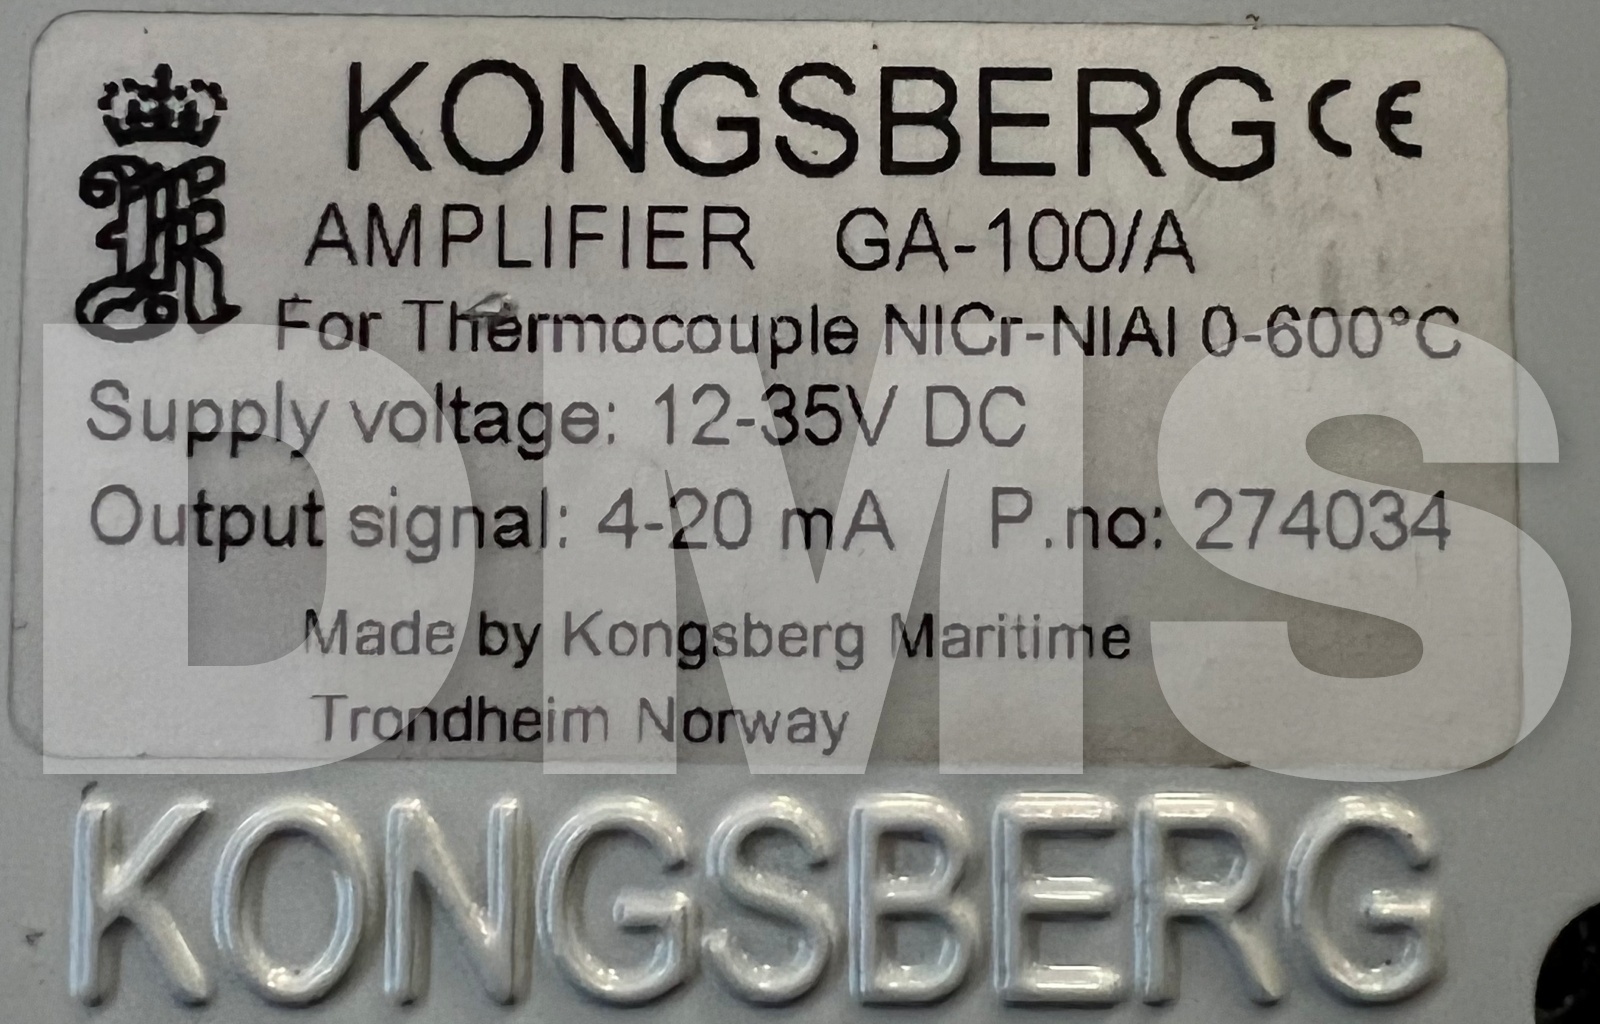 KONGSBERG CE
AMPLIFIER GA-100/A
For Thermocouple NICr-NIAl 0-600°C
Supply voltage: 12-35V DC
Output signal: 4-20 mA P.no: 274034
Made by Kongsberg Maritime
Trondheim Norway
DMS
KONGSBERG